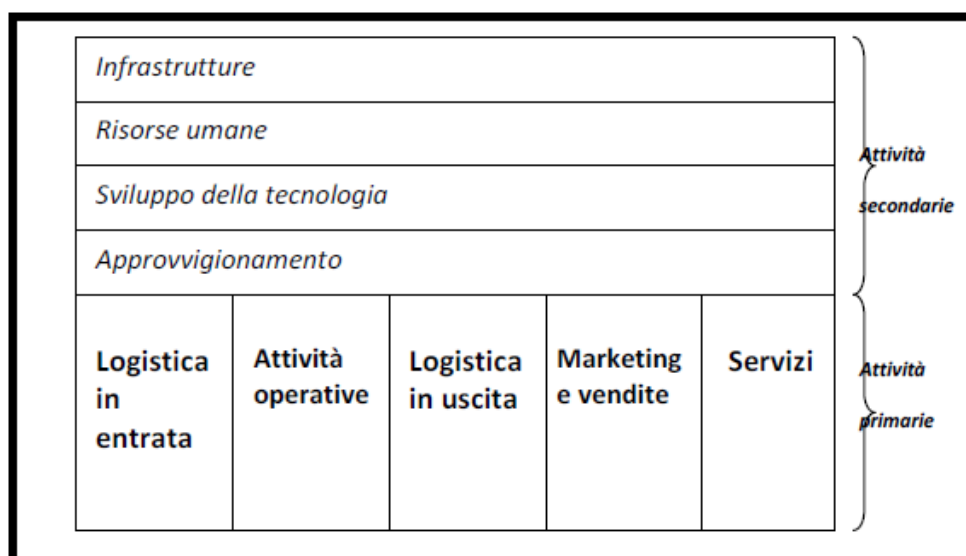 Infrastrutture
Risorse umane
Sviluppo della tecnologia
Approvvigionamento
Attività
secondarie
Logistica
in
entrata
Attività
operative
Logistica
in uscita
Marketing
e vendite
Servizi
Attività
primarie